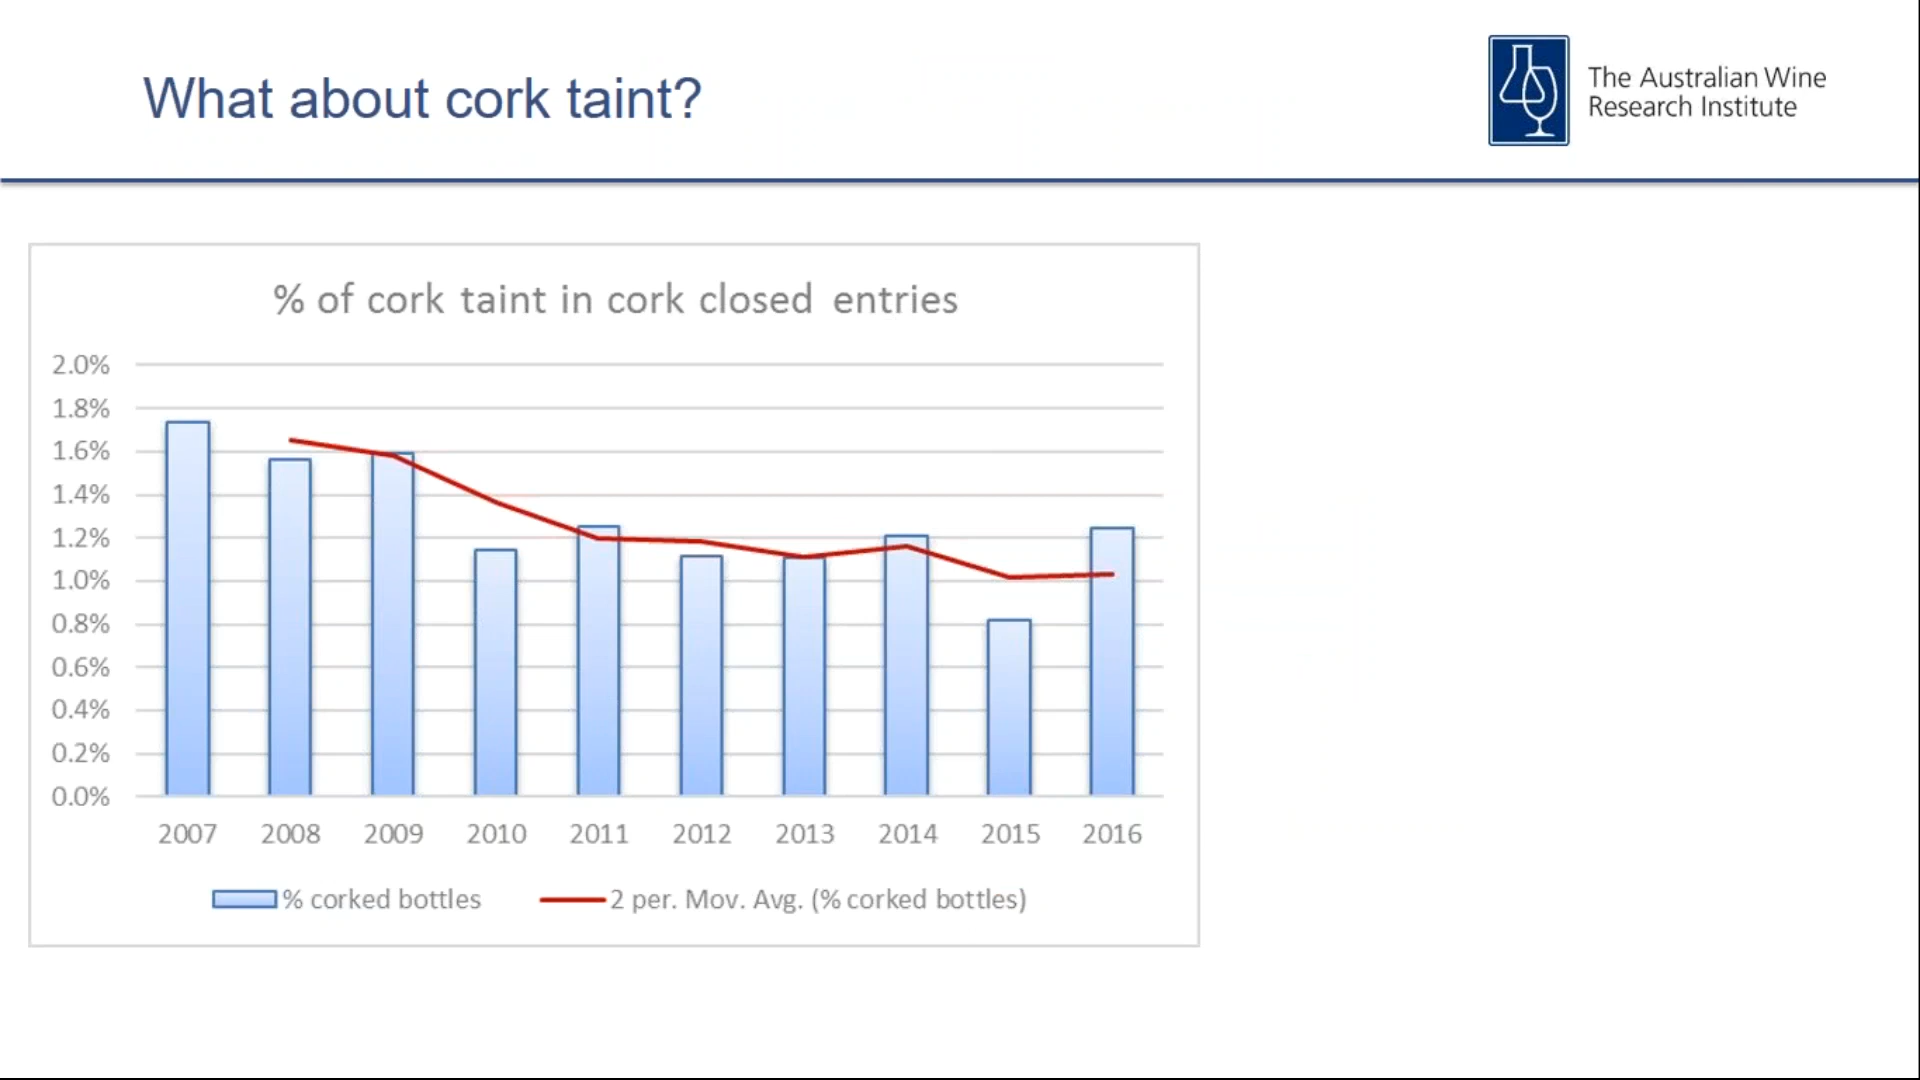 What about cork taint?
The Australian Wine
Research Institute
% of cork taint in cork closed entries
2.0%
1.8%
1.6%
1.4%
1.2%
1.0%
0.8%
0.6%
0.4%
0.2%
0.0%
2007 2008 2009 2010 2011 2012 2013 2014 2015 2016
% corked bottles 2 per. Mov. Avg. (% corked bottles)